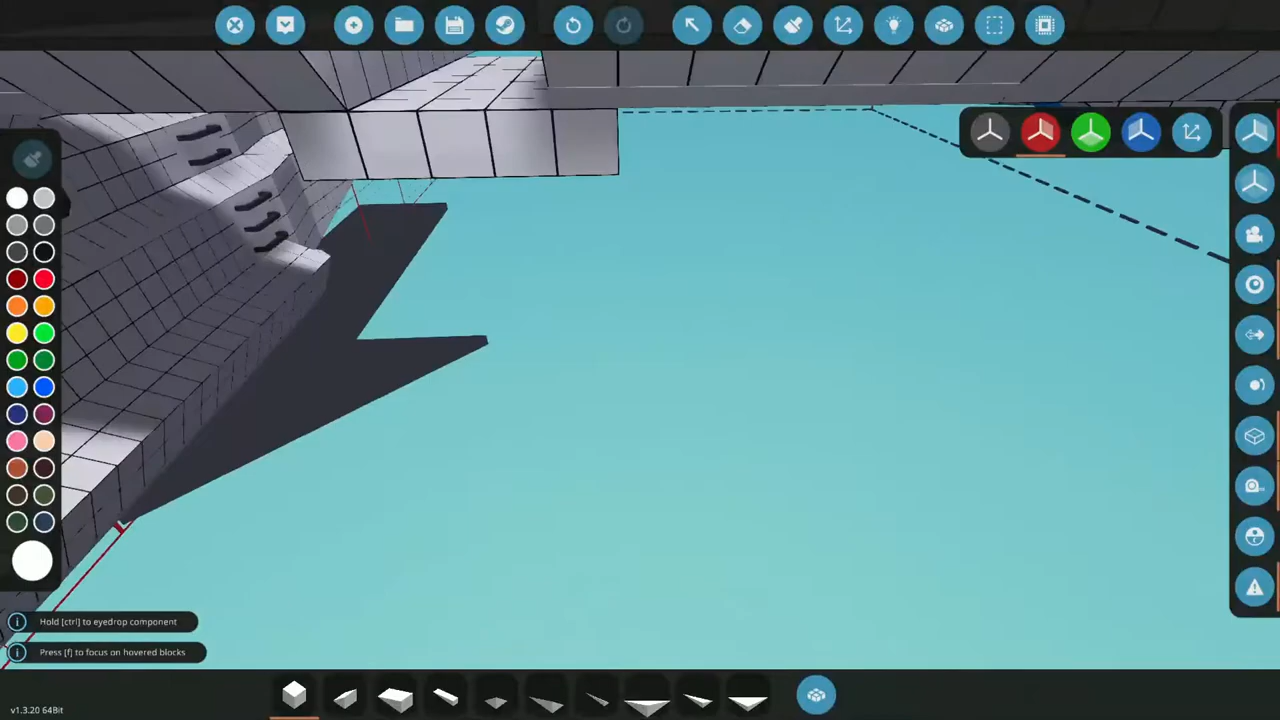 Hold [ctrl] to eyedrop component
Press [f] to focus on hovered blocks
v1.3.20 64Bit